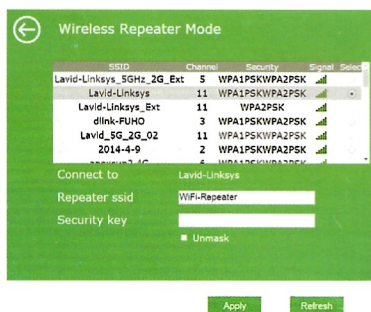 Wireless Repeater Mode
SSID Channel Security Signal Select
Lavid-Linksys_5GHz_2G_Ext 5 WPA1PSKWPA2PSK
Lavid-Linksys 11 WPA1PSKWPA2PSK
Lavid-Linksys_Ext 11 WPA2PSK
dlink-FUHO 3 WPA1PSKWPA2PSK
Lavid_5G_2G_02 11 WPA1PSKWPA2PSK
2014-4-9 2 WPA1PSKWPA2PSK
6 WPA1PSKWPA2PSK
Connect to Lavid-Linksys
Repeater ssid WiFi-Repeater
Security key
Unmask
Apply Refresh